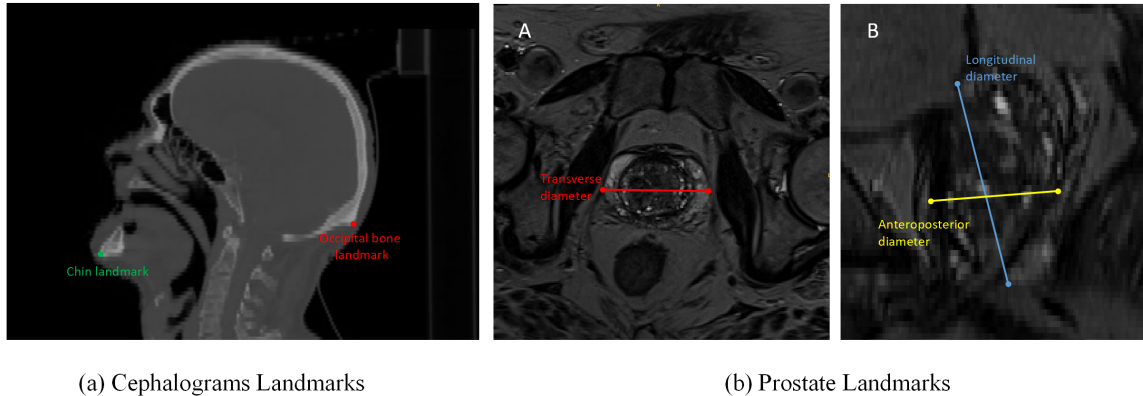 Chin landmark
Occipital bone
landmark
(a) Cephalograms Landmarks
A
Transverse
diameter
B
Longitudinal
diameter
Anteroposterior
diameter
(b) Prostate Landmarks